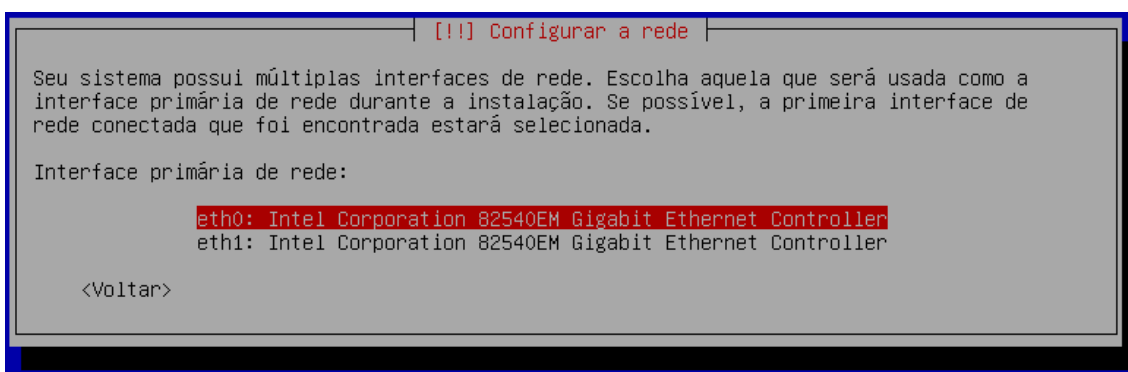 [!!] Configurar a rede
Seu sistema possui múltiplas interfaces de rede. Escolha aquela que será usada como a
interface primária de rede durante a instalação. Se possível, a primeira interface de
rede conectada que foi encontrada estará selecionada.
Interface primária de rede:
eth0: Intel Corporation 82540EM Gigabit Ethernet Controller
eth1: Intel Corporation 82540EM Gigabit Ethernet Controller
<Voltar>